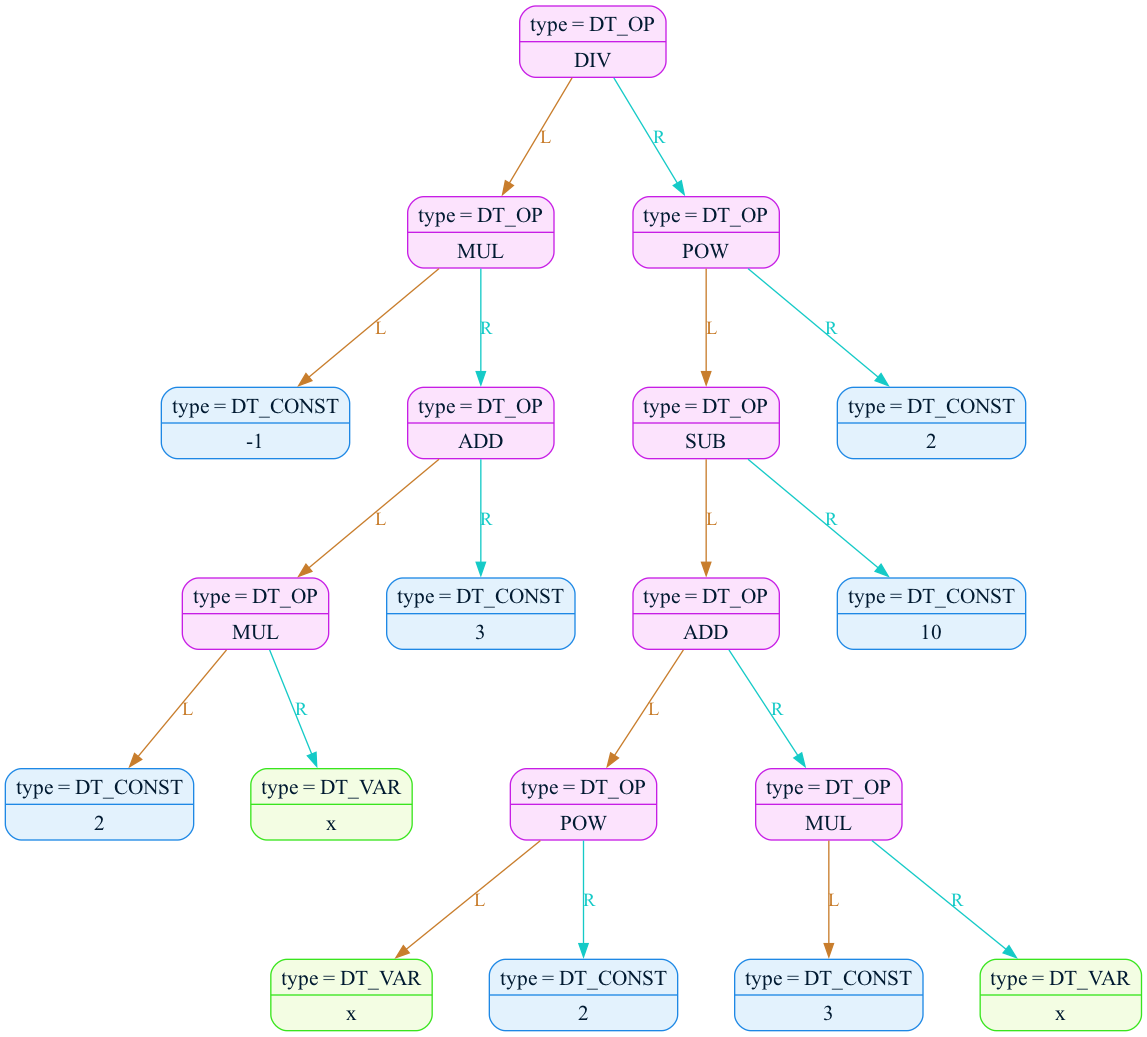 type = DT_OP
DIV
L
R
type = DT_OP
MUL
type = DT_OP
POW
L
R
L
R
type = DT_CONST
-1
type = DT_OP
ADD
type = DT_OP
SUB
type = DT_CONST
2
L
R
L
R
type = DT_OP
MUL
type = DT_CONST
3
type = DT_OP
ADD
type = DT_CONST
10
L
R
L
R
type = DT_CONST
2
type = DT_VAR
x
type = DT_OP
POW
type = DT_OP
MUL
L
R
L
R
type = DT_VAR
x
type = DT_CONST
2
type = DT_CONST
3
type = DT_VAR
x